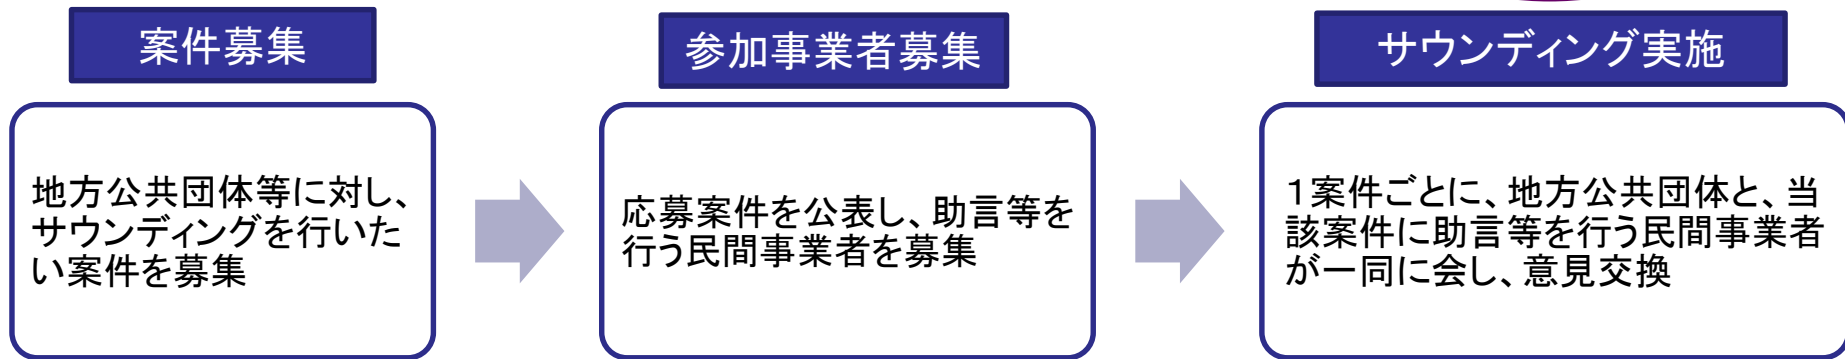 案件募集
地方公共団体等に対し、
サウンディングを行いた
い案件を募集
参加事業者募集
応募案件を公表し、助言等を
行う民間事業者を募集
サウンディング実施
１案件ごとに、地方公共団体と、当
該案件に助言等を行う民間事業者
が一同に会し、意見交換